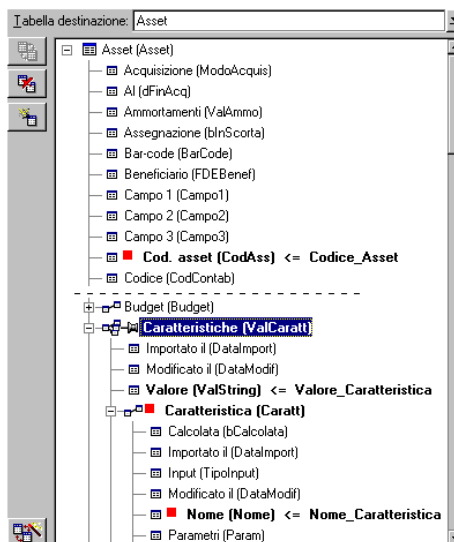 Tabella destinazione: Asset
Asset (Asset)
Acquisizione (ModoAcquis)
Al (dFinAcq)
Ammortamenti (ValAmmo)
Assegnazione (bInScorta)
Bar-code (BarCode)
Beneficiario (FDEBenef)
Campo 1 (Campo1)
Campo 2 (Campo2)
Campo 3 (Campo3)
Cod. asset (CodAss) <= Codice_Asset
Codice (CodContab)
Budget (Budget)
Caratteristiche (ValCaratt)
Importato il (DataImport)
Modificato il (DataModif)
Valore (ValString) <= Valore_Caratteristica
Caratteristica (Caratt)
Calcolata (bCalcolata)
Importato il (DataImport)
Input (TipoInput)
Modificato il (DataModif)
Nome (Nome) <= Nome_Caratteristica
Parametri (Param)